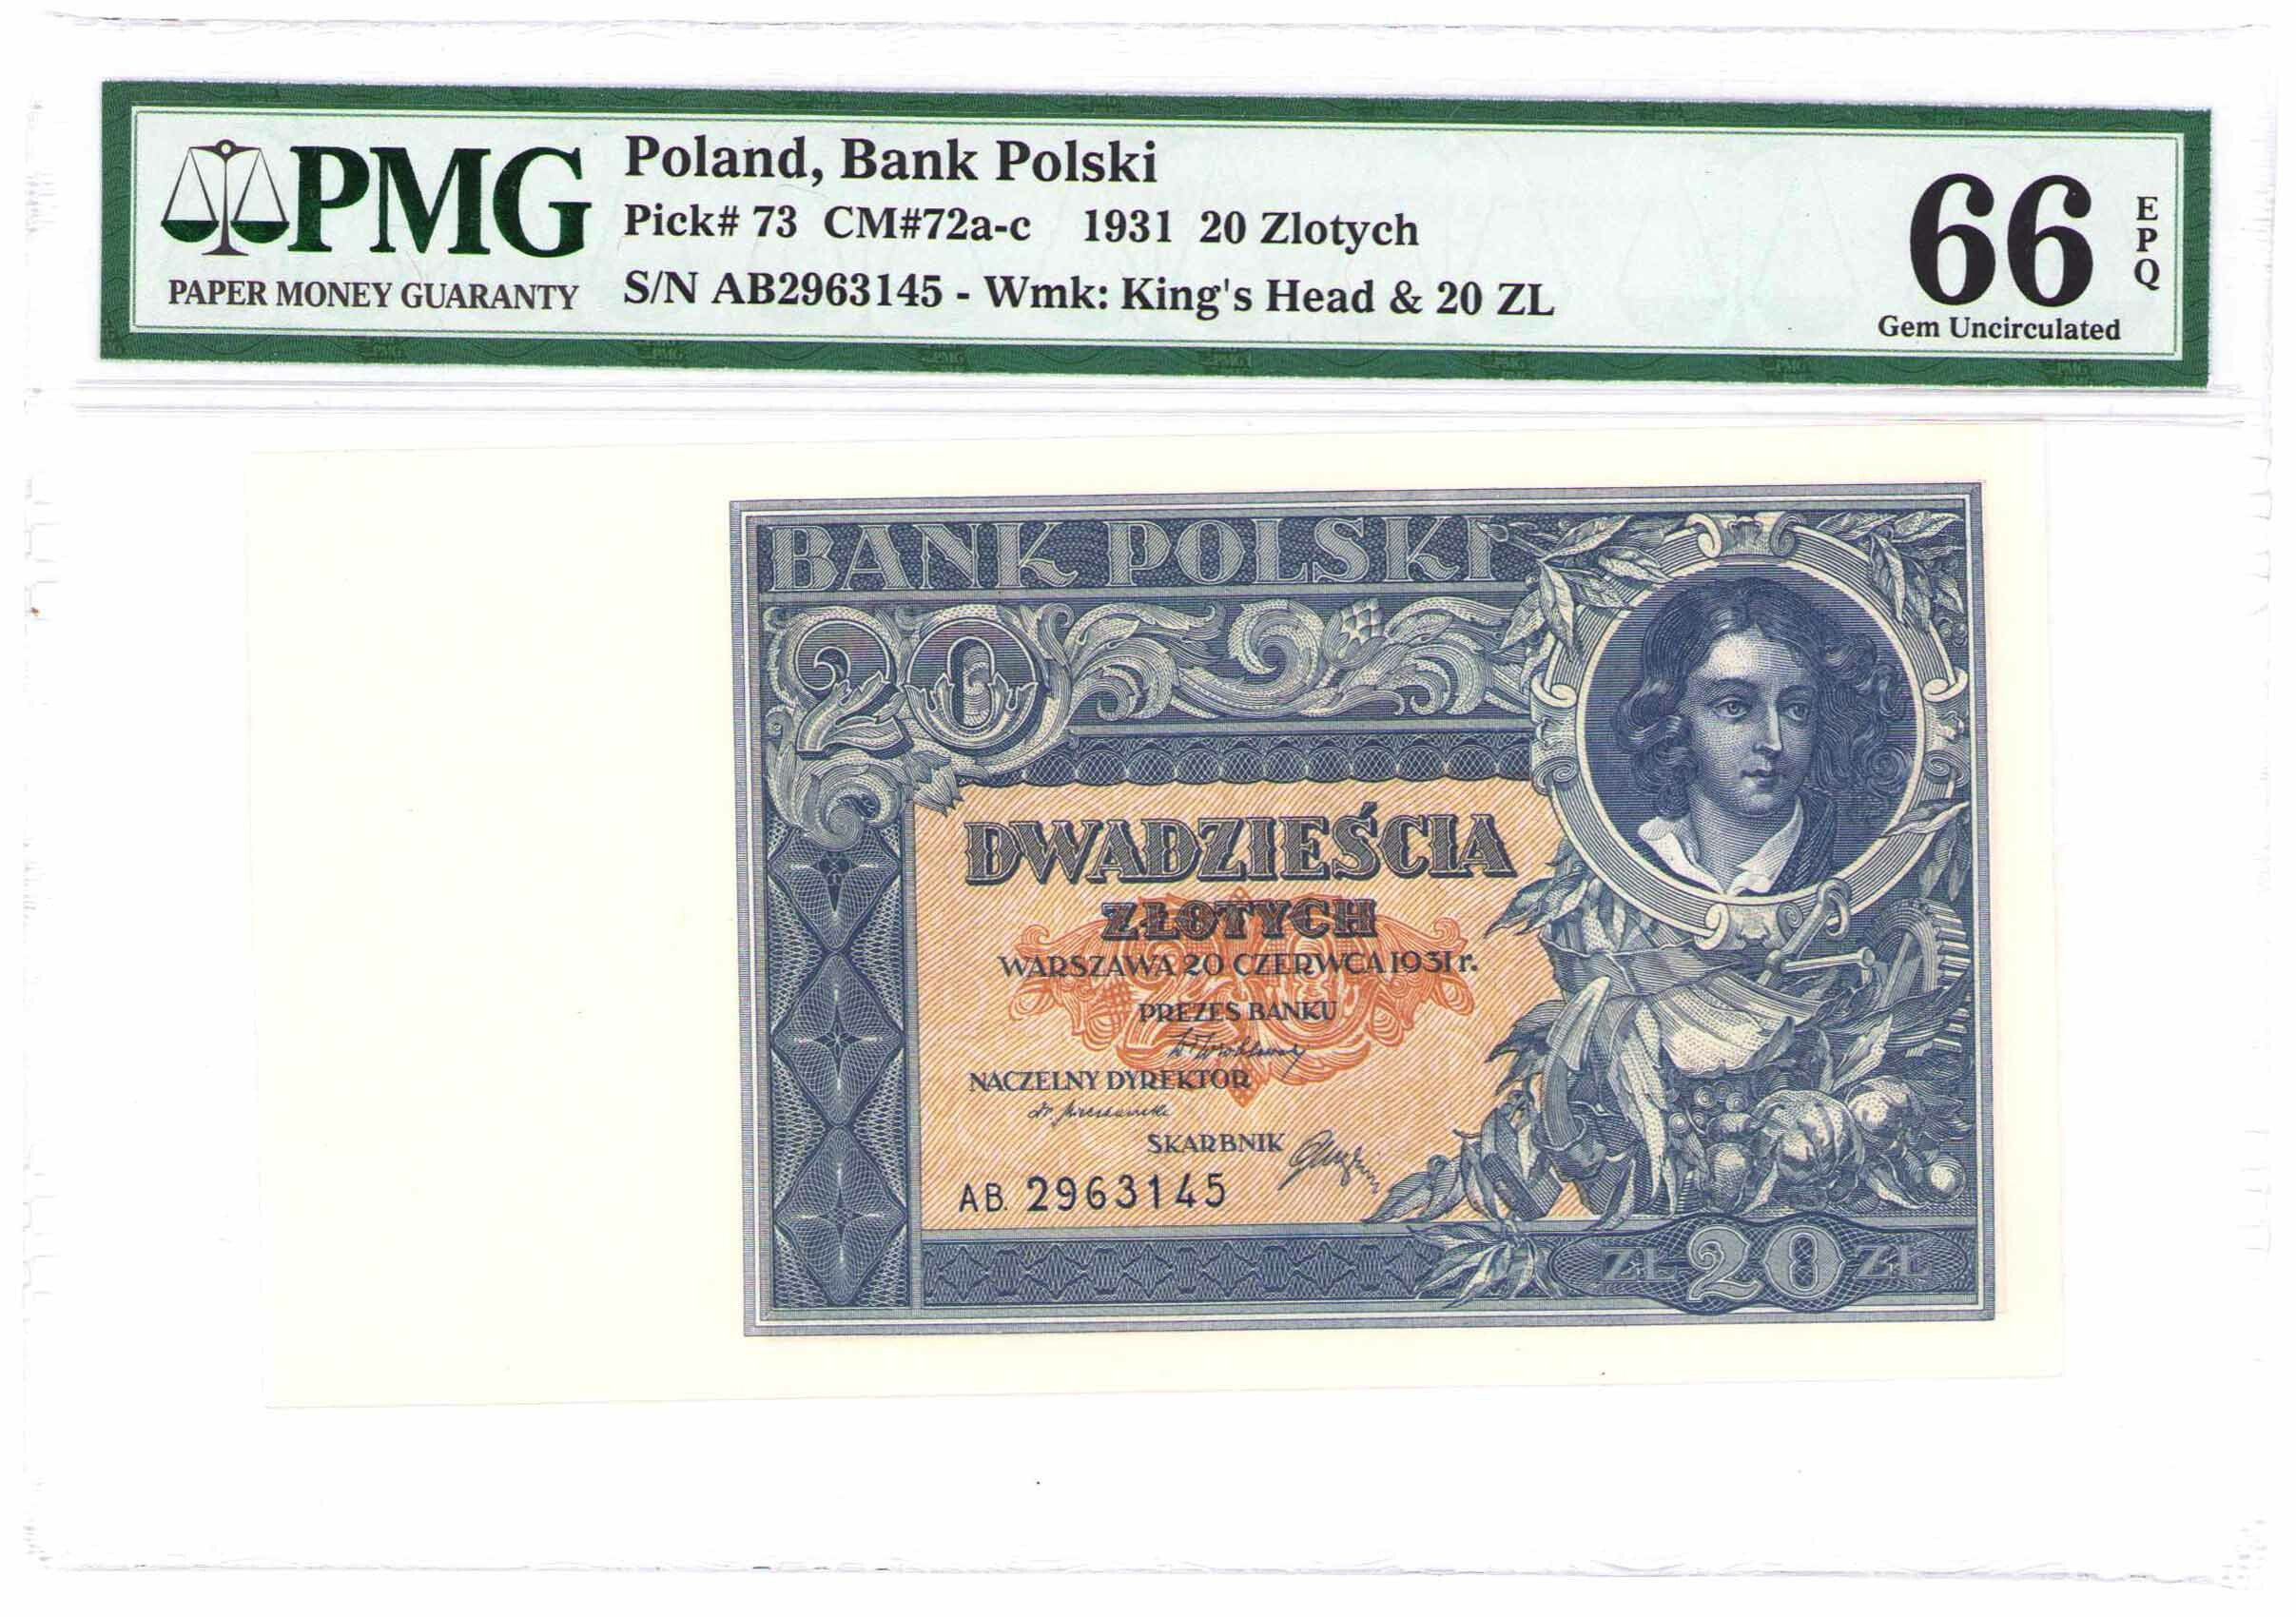 PMG
PAPER MONEY GUARANTY
Poland, Bank Polski
Pick# 73 CM#72a-c 1931 20 Zlotych
S/N AB2963145 - Wmk: King's Head & 20 ZL
66
EPQ
Gem Uncirculated
BANK POLSKI
20
DWADZIEŚCIA
ZŁOTYCH
WARSZAWA 20 CZERWCA 1931 r.
20
PREZES BANKU
NACZELNY DYREKTOR
SKARBNIK
AB. 2963145
ZŁ 20 ZŁ